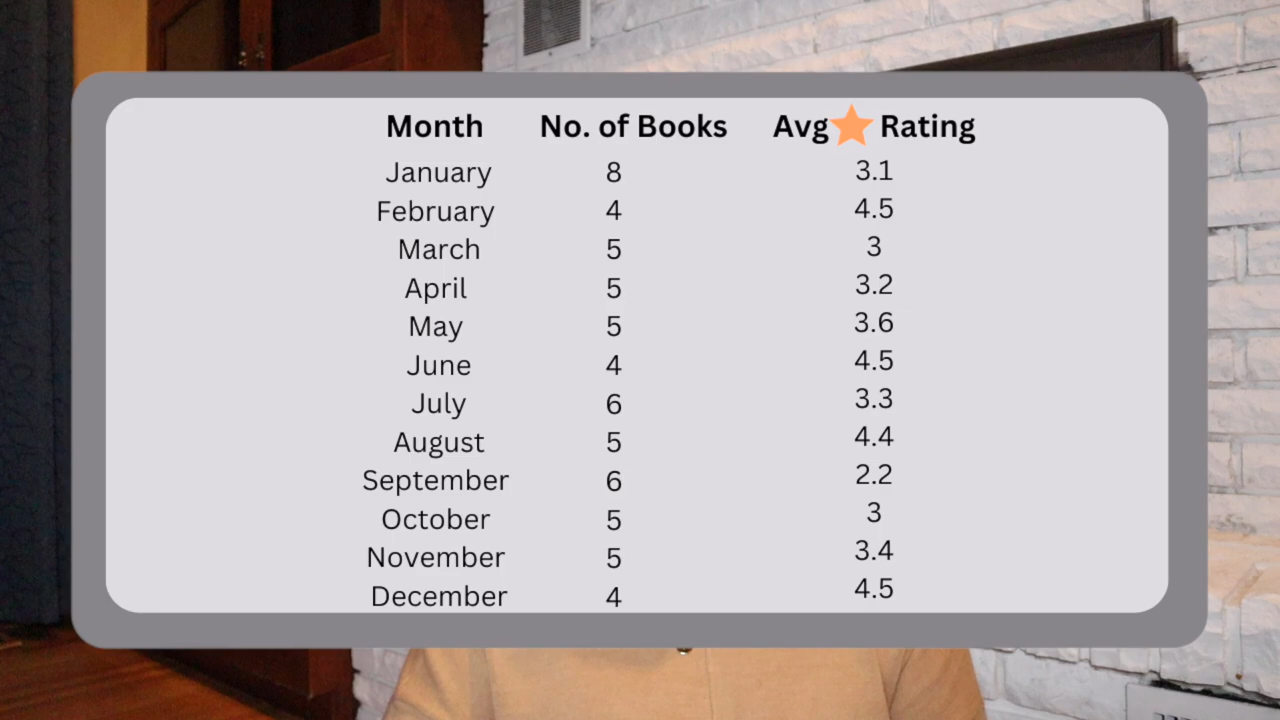 Month No. of Books Avg Rating
January 8 3.1
February 4 4.5
March 5 3
April 5 3.2
May 5 3.6
June 4 4.5
July 6 3.3
August 5 4.4
September 6 2.2
October 5 3
November 5 3.4
December 4 4.5